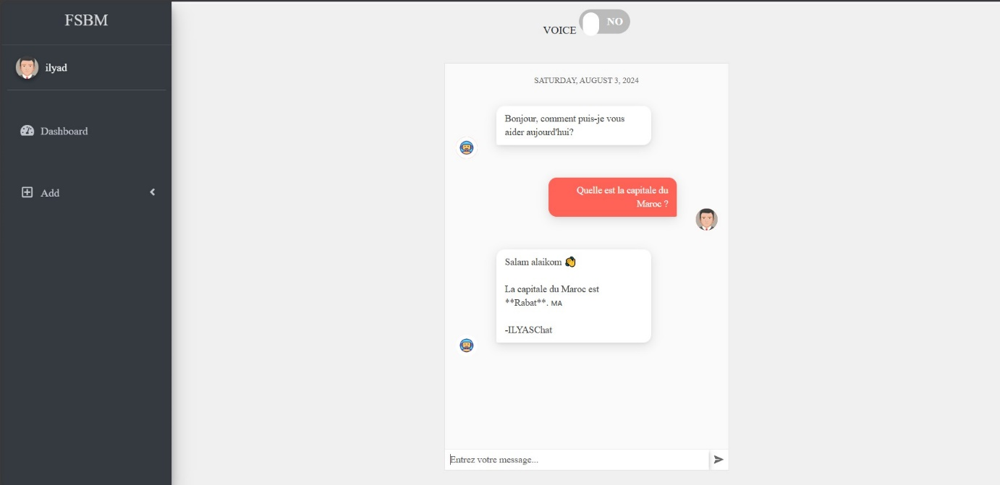 FSBM
ilyad
Dashboard
Add
VOICE NO
SATURDAY, AUGUST 3, 2024
Bonjour, comment puis-je vous
aider aujourd'hui?
Quelle est la capitale du
Maroc ?
Salam alaikom 👏
La capitale du Maroc est
**Rabat**. MA
-ILYASChat
Entrez votre message...